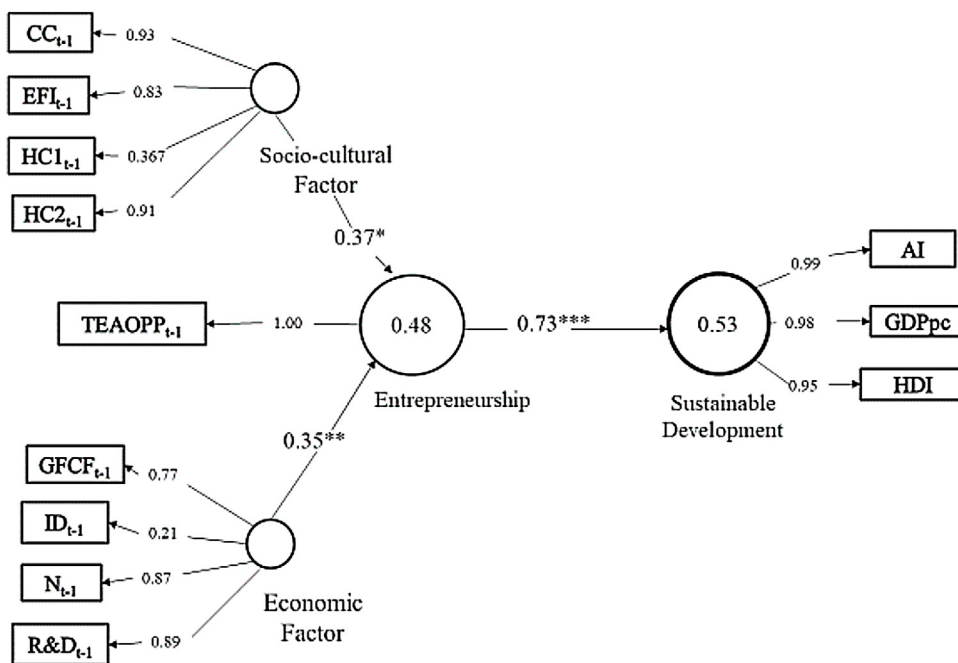 CCt-1
0.93
EFIt-1
0.83
HC1t-1
0.367
HC2t-1
0.91
Socio-cultural
Factor
0.37*
TEAOPPt-1
1.00
0.48
0.73***
0.53
Entrepreneurship
Sustainable
Development
0.99
AI
0.98
GDPpc
0.95
HDI
0.35**
GFCFt-1
0.77
IDt-1
0.21
Nt-1
0.87
R&Dt-1
0.89
Economic
Factor